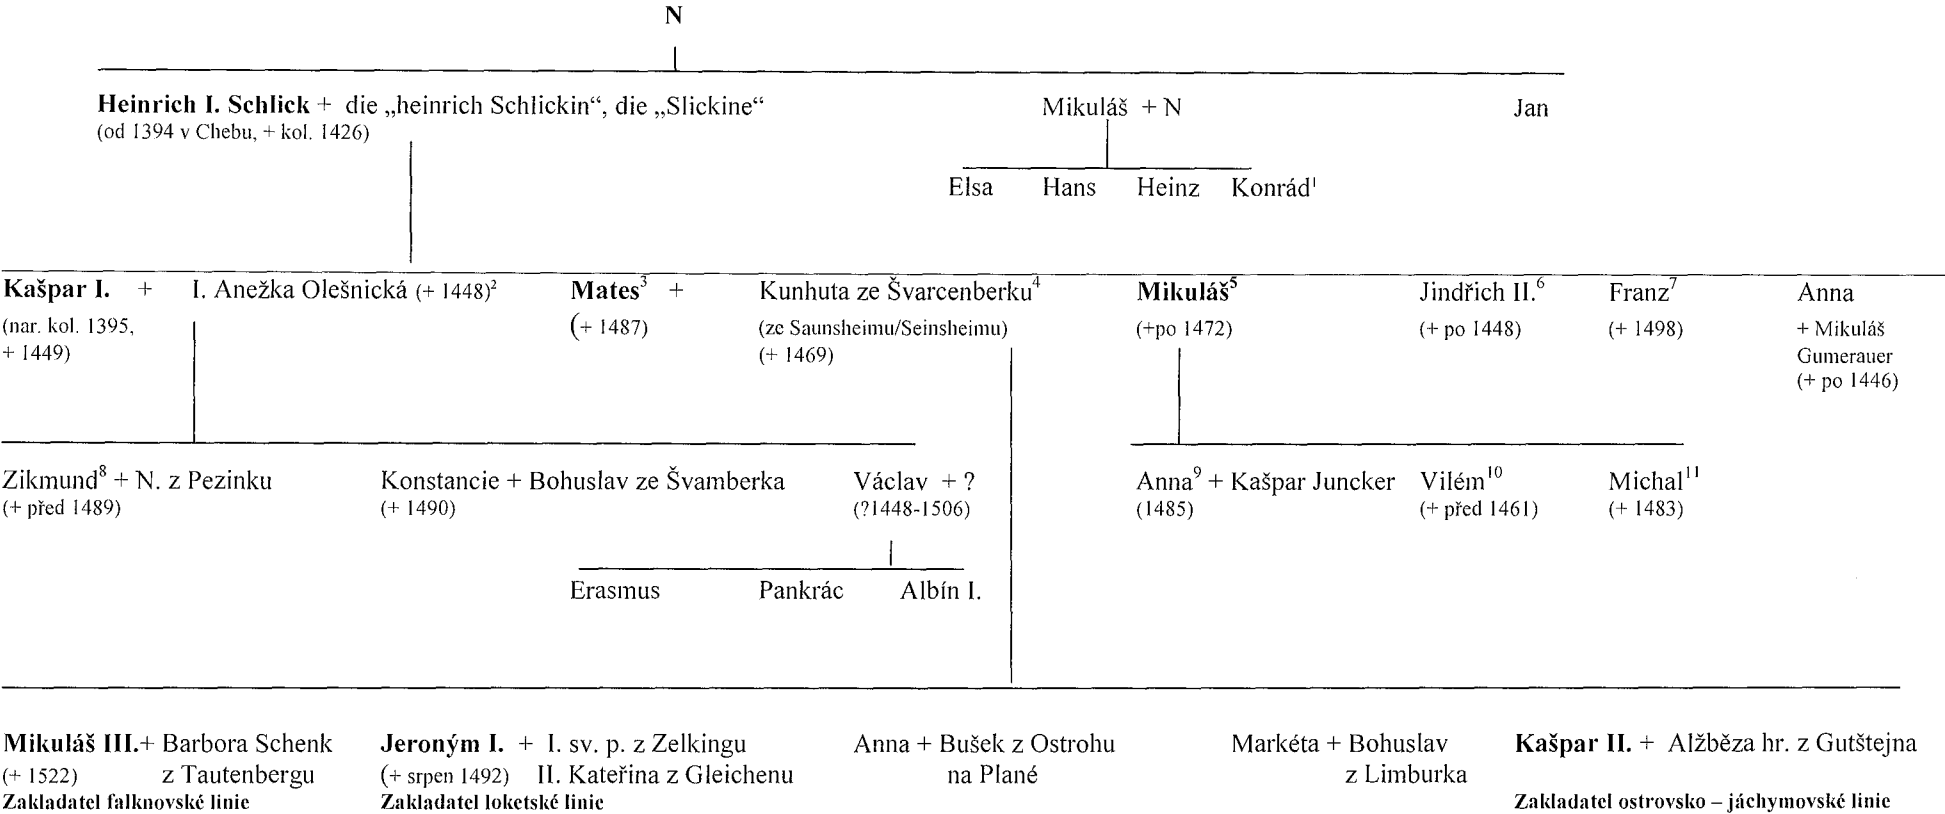 N
Heinrich I. Schlick + die „heinrich Schlickin“, die „Slickine“ Mikuláš + N Jan
(od 1394 v Chebu, + kol. 1426)
Elsa Hans Heinz Konrád¹
Kašpar I. + I. Anežka Olešnická (+ 1448)² Mates³ + Kunhuta ze Švarcenberku⁴ Mikuláš⁵ Jindřich II.⁶ Franz⁷ Anna
(nar. kol. 1395, (+ 1487) (ze Saunsheimu/Seinsheimu) (+po 1472) (+ po 1448) (+ 1498) + Mikuláš
+ 1449) (+ 1469) Gumerauer
(+ po 1446)
Zikmund⁸ + N. z Pezinku Konstancie + Bohuslav ze Švamberka Václav + ? Anna⁹ + Kašpar Juncker Vilém¹⁰ Michal¹¹
(+ před 1489) (+ 1490) (?1448-1506) (1485) (+ před 1461) (+ 1483)
Erasmus Pankrác Albín I.
Mikuláš III.+ Barbora Schenk Jeroným I. + I. sv. p. z Zelkingu Anna + Bušek z Ostrohu Markéta + Bohuslav Kašpar II. + Alžběza hr. z Gutštejna
(+ 1522) z Tautenbergu (+ srpen 1492) II. Kateřina z Gleichenu na Plané z Limburka
Zakladatel falknovské linie Zakladatel loketské linie Zakladatel ostrovsko – jáchymovské linie